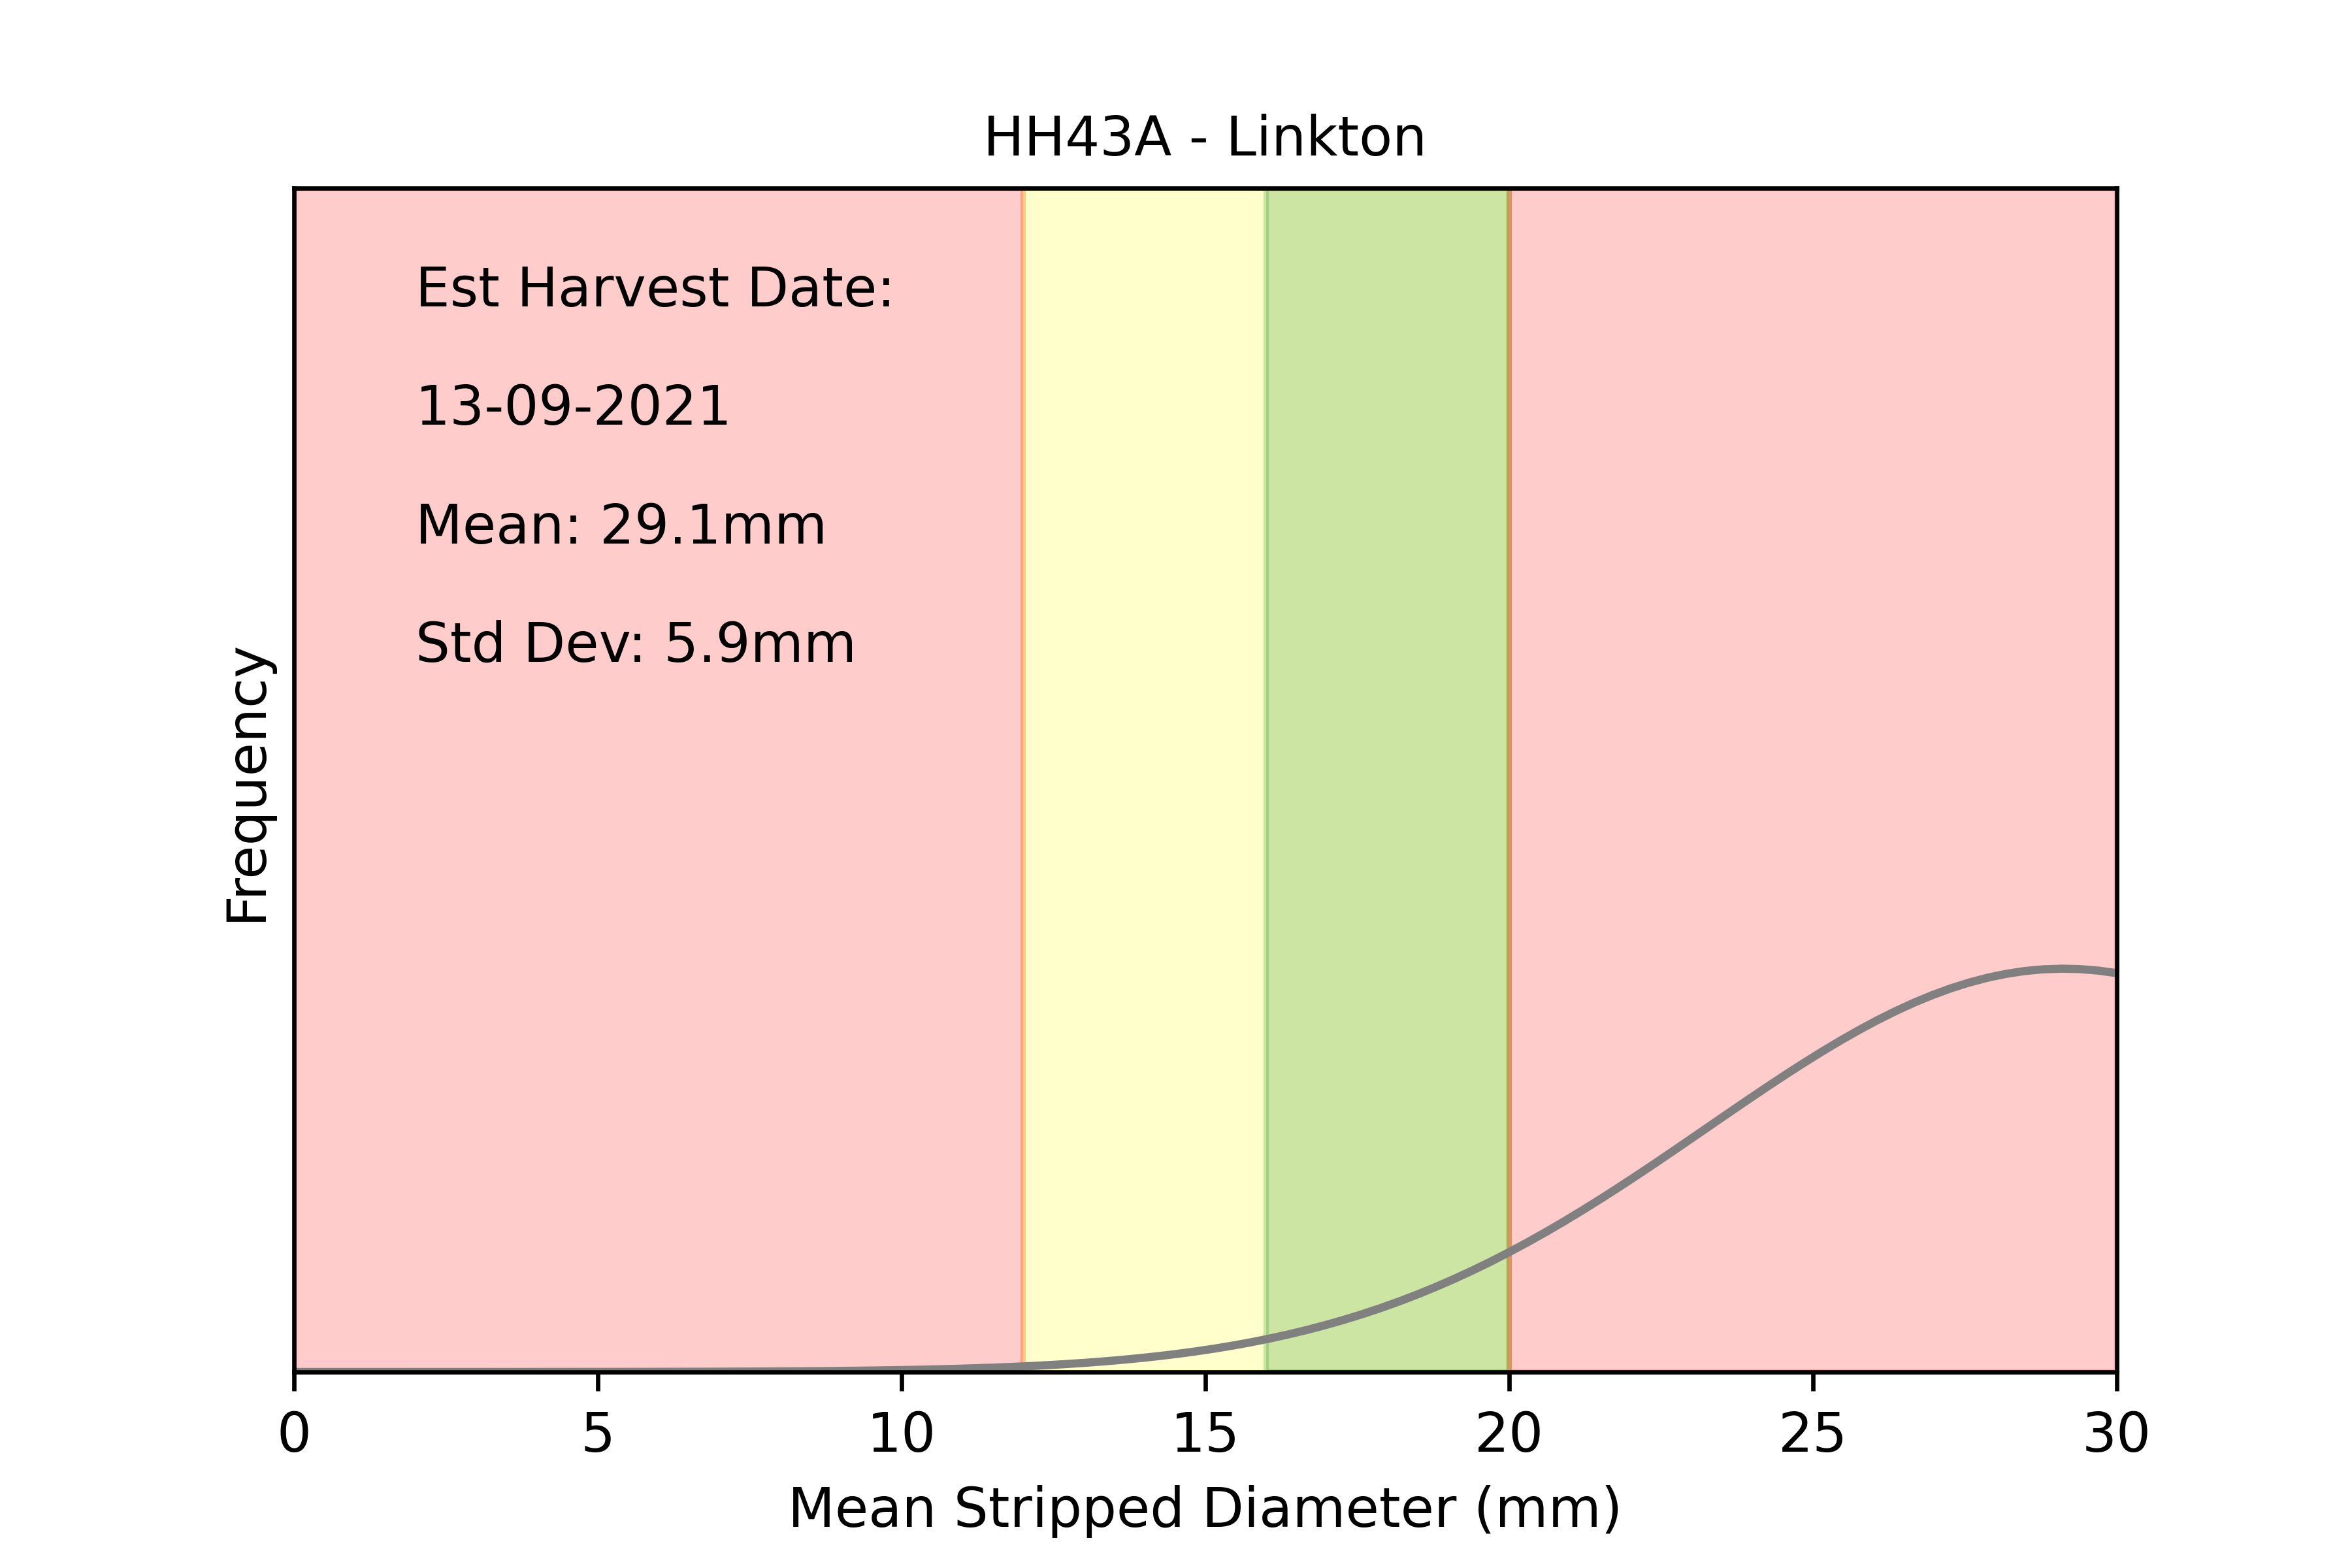 HH43A - Linkton
Est Harvest Date:
13-09-2021
Mean: 29.1mm
Std Dev: 5.9mm
Frequency
0 5 10 15 20 25 30
Mean Stripped Diameter (mm)